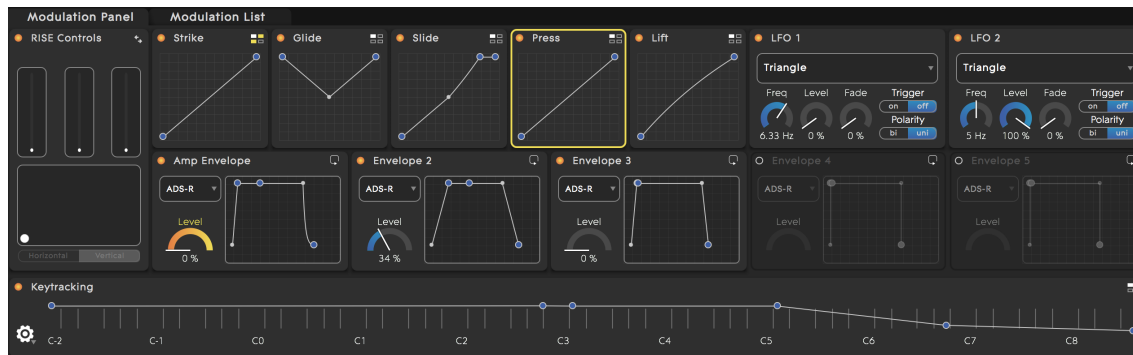 Modulation Panel Modulation List
RISE Controls Strike Glide Slide Press Lift LFO 1 LFO 2
Triangle Triangle
Freq Level Fade Trigger Freq Level Fade Trigger
on off on off
Polarity Polarity
6.33 Hz 0 % 0 % bi uni 5 Hz 100 % 0 % bi uni
Amp Envelope Envelope 2 Envelope 3 Envelope 4 Envelope 5
ADS-R ADS-R ADS-R ADS-R ADS-R
Level Level Level Level Level
Horizontal Vertical 0 % 34 % 0 %
Keytracking
C-2 C-1 C0 C1 C2 C3 C4 C5 C6 C7 C8